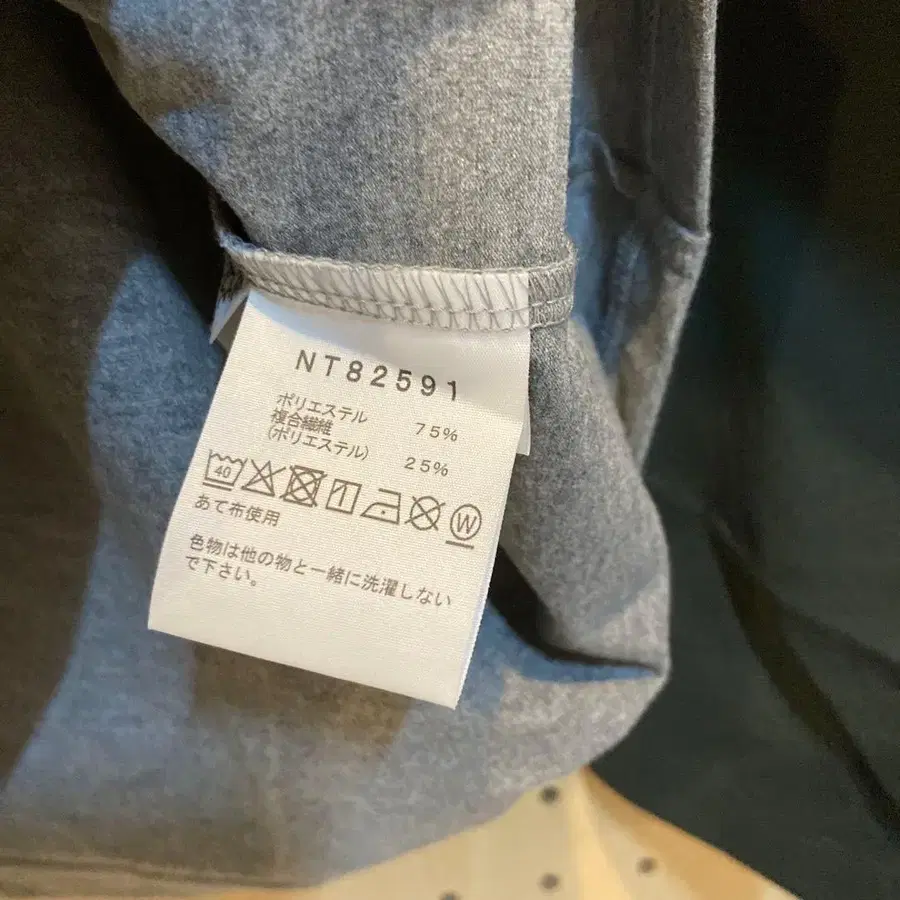 NT82591
ポリエステル 75%
複合繊維
(ポリエステル) 25%
40 W
あて布使用
色物は他の物と一緒に洗濯しない
で下さい。